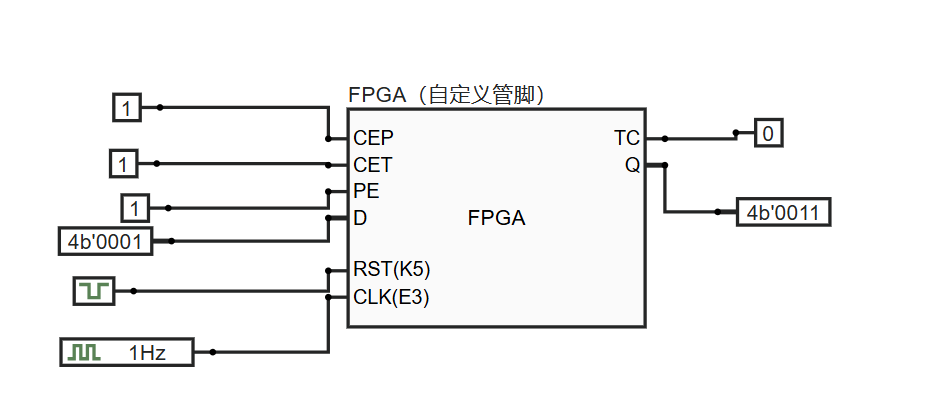 FPGA（自定义管脚）
1
CEP
TC
0
1
CET
Q
1
PE
4b'0001
D
FPGA
4b'0011
RST(K5)
CLK(E3)
1Hz